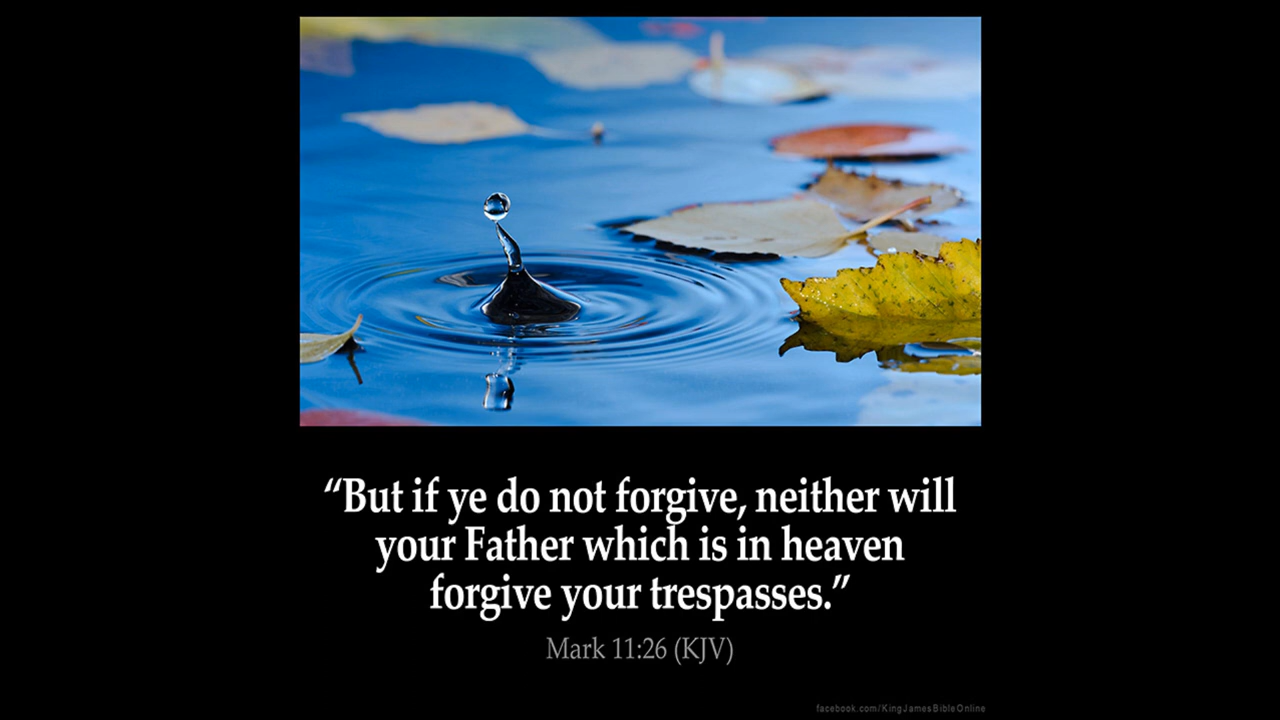 “But if ye do not forgive, neither will
your Father which is in heaven
forgive your trespasses.”
Mark 11:26 (KJV)
facebook.com/KingJamesBibleOnline